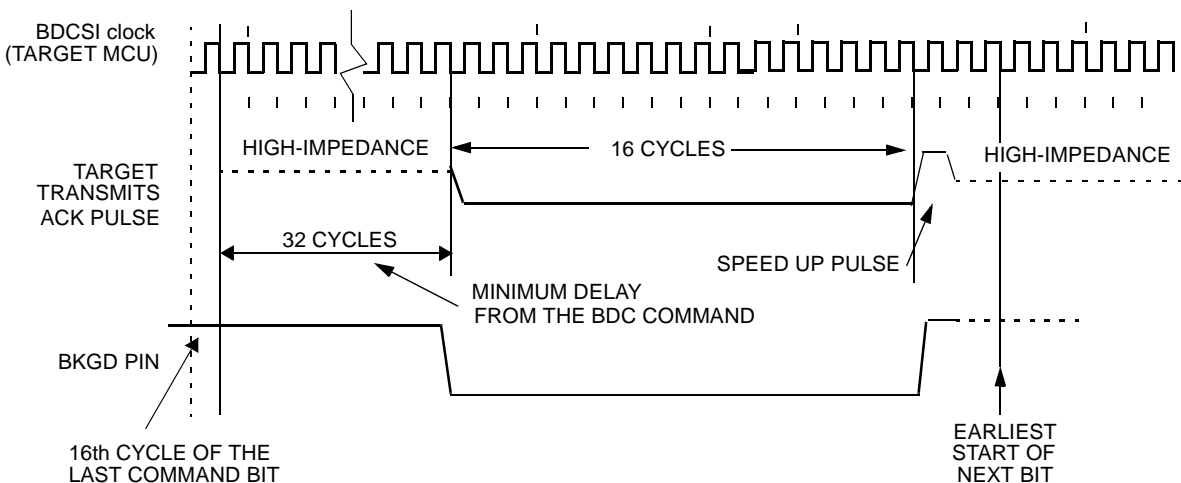 BDCSI clock
(TARGET MCU)
HIGH-IMPEDANCE
16 CYCLES
HIGH-IMPEDANCE
TARGET
TRANSMITS
ACK PULSE
32 CYCLES
SPEED UP PULSE
MINIMUM DELAY
FROM THE BDC COMMAND
BKGD PIN
16th CYCLE OF THE
LAST COMMAND BIT
EARLIEST
START OF
NEXT BIT